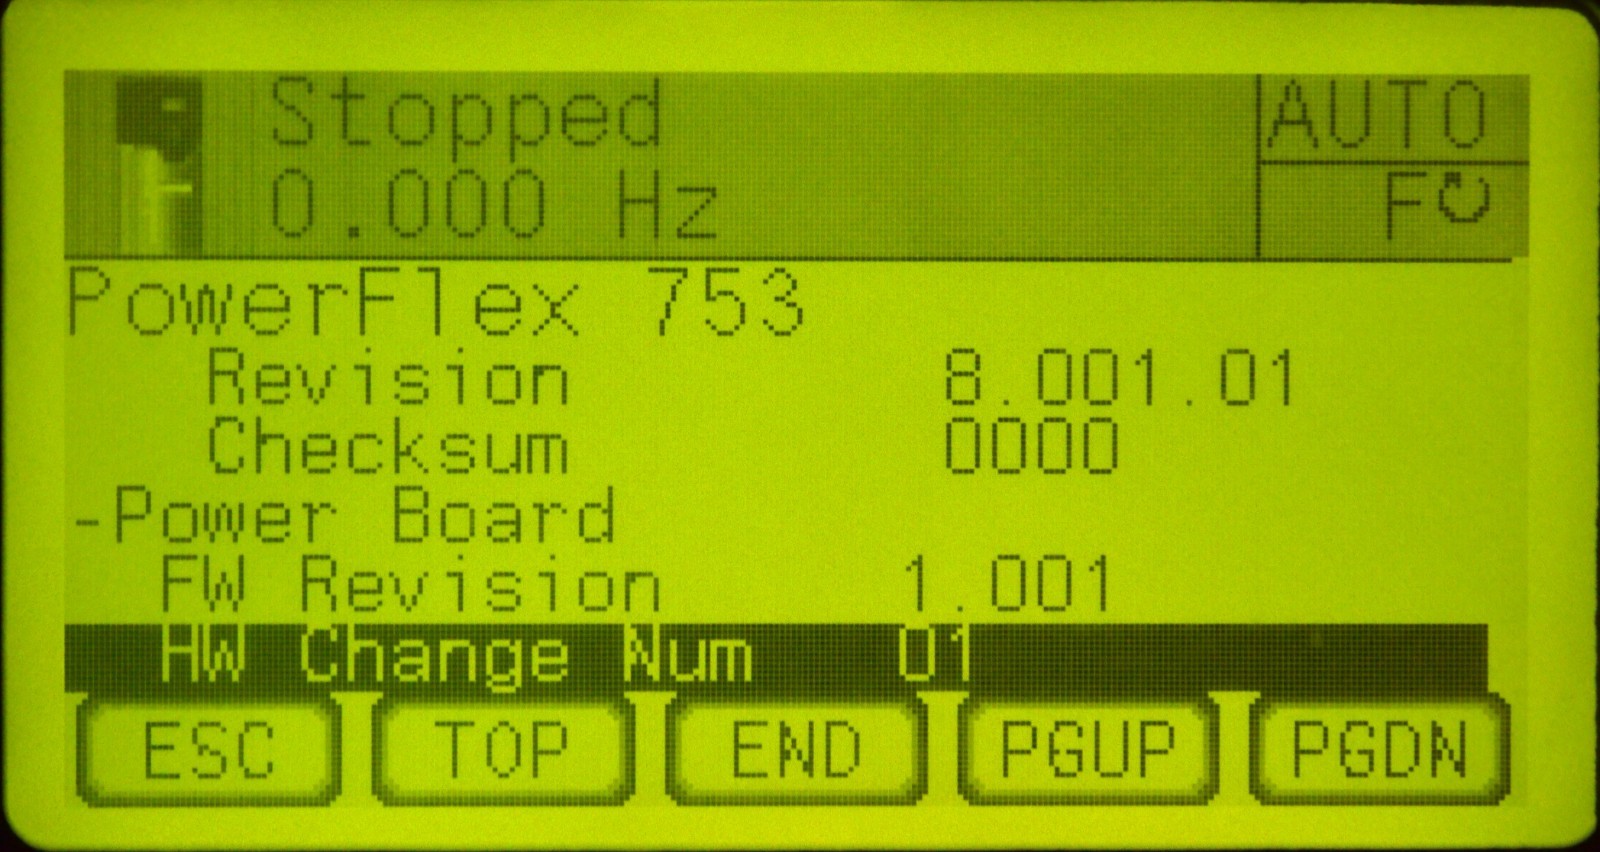 Stopped AUTO
0.000 Hz F↻
PowerFlex 753
Revision 8.001.01
Checksum 0000
-Power Board
FW Revision 1.001
HW Change Num 01
ESC TOP END PGUP PGDN